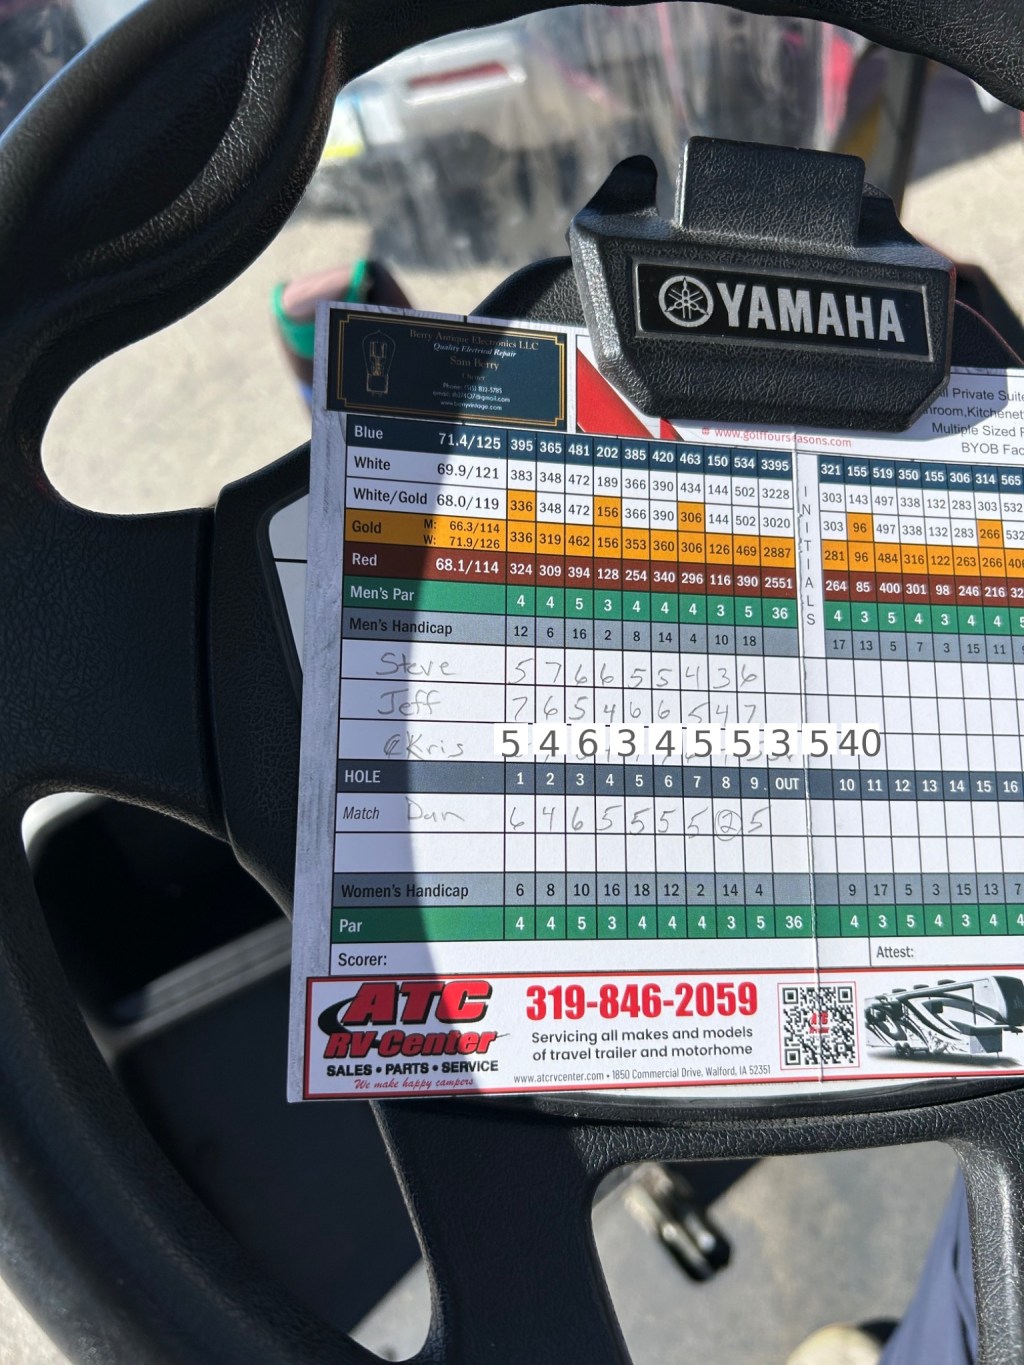 YAMAHA
Berry Antique Electronics LLC
Quality Electrical Repair
Sam Berry
Owner
www.golffourseasons.com
Private Suite
Multiple Sized
BYOB Fac
Blue 71.4/125 395 365 481 202 385 420 463 150 534 3395 321 155 519 350 155 306 314 565
White 69.9/121 383 348 472 189 366 390 434 144 502 3228 303 143 497 338 132 283 303 532
White/Gold 68.0/119 336 348 472 156 366 390 306 144 502 3020 303 96 497 338 132 283 266 532
Gold M: 66.3/114 W: 71.9/126 336 319 462 156 353 360 306 126 469 2887 281 96 484 316 122 263 266
Red 68.1/114 324 309 394 128 254 340 296 116 390 2551 264 85 400 301 98 246 216
INITIALS
Men's Par 4 4 5 3 4 4 4 3 5 36 4 3 5 4 3 4 4
Men's Handicap 12 6 16 2 8 14 4 10 18 17 13 5 7 3 15 11
Steve 5 7 6 6 5 5 4 3 6
Jeff 7 6 5 4 6 6 5 4 7
Kris 5 4 6 3 4 5 5 3 5 40
HOLE 1 2 3 4 5 6 7 8 9 OUT 10 11 12 13 14 15 16
Match Dan 6 4 6 5 5 5 5 2 5
Women's Handicap 6 8 10 16 18 12 2 14 4 9 17 5 3 15 13 7
Par 4 4 5 3 4 4 4 3 5 36 4 3 5 4 3 4 4
Scorer: Attest:
ATC
RV Center
SALES • PARTS • SERVICE
We make happy campers
319-846-2059
Servicing all makes and models
of travel trailer and motorhome
www.atcrvcenter.com • 1850 Commercial Drive, Walford, IA 52351